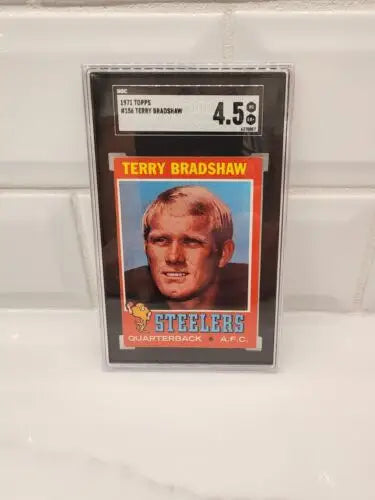 SGC
1971 TOPPS
#156 TERRY BRADSHAW
4.5
TERRY BRADSHAW
STEELERS
QUARTERBACK A.F.C.